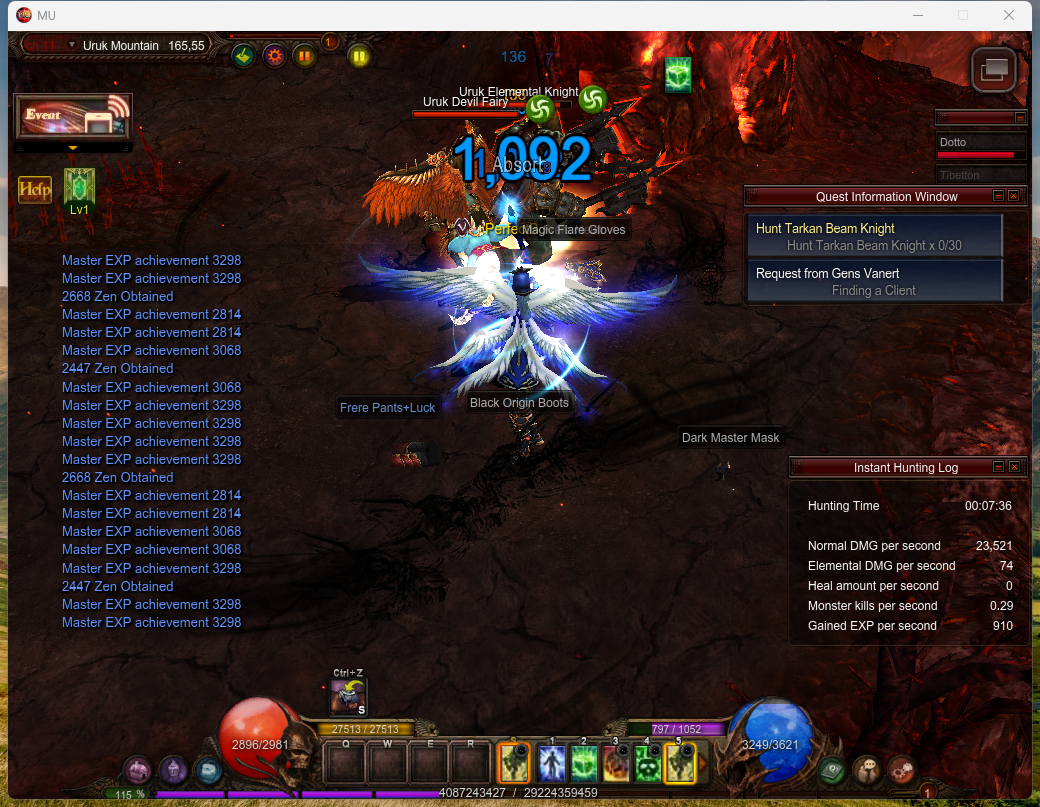 MU
Uruk Mountain 165,55
1
136 7
Uruk Elemental Knight
Uruk Devil Fairy
1,092
Absorb
Event
Help
Lv1
Dotto
Tibetton
Quest Information Window
Hunt Tarkan Beam Knight
Hunt Tarkan Beam Knight x 0/30
Request from Gens Vanert
Finding a Client
Magic Flare Gloves
Master EXP achievement 3298
Master EXP achievement 3298
2668 Zen Obtained
Master EXP achievement 2814
Master EXP achievement 2814
Master EXP achievement 3068
2447 Zen Obtained
Master EXP achievement 3068
Master EXP achievement 3298
Master EXP achievement 3298
Master EXP achievement 3298
Master EXP achievement 3298
2668 Zen Obtained
Master EXP achievement 2814
Master EXP achievement 2814
Master EXP achievement 3068
Master EXP achievement 3068
Master EXP achievement 3298
2447 Zen Obtained
Master EXP achievement 3298
Master EXP achievement 3298
Frere Pants+Luck
Black Origin Boots
Dark Master Mask
Instant Hunting Log
Hunting Time 00:07:36
Normal DMG per second 23,521
Elemental DMG per second 74
Heal amount per second 0
Monster kills per second 0.29
Gained EXP per second 910
Ctrl+Z
S
27513 / 27513
797 / 1052
2896/2981
Q W E R
1 2 3 4 5
3249/3621
115 %
4087243427 / 29224359459
1